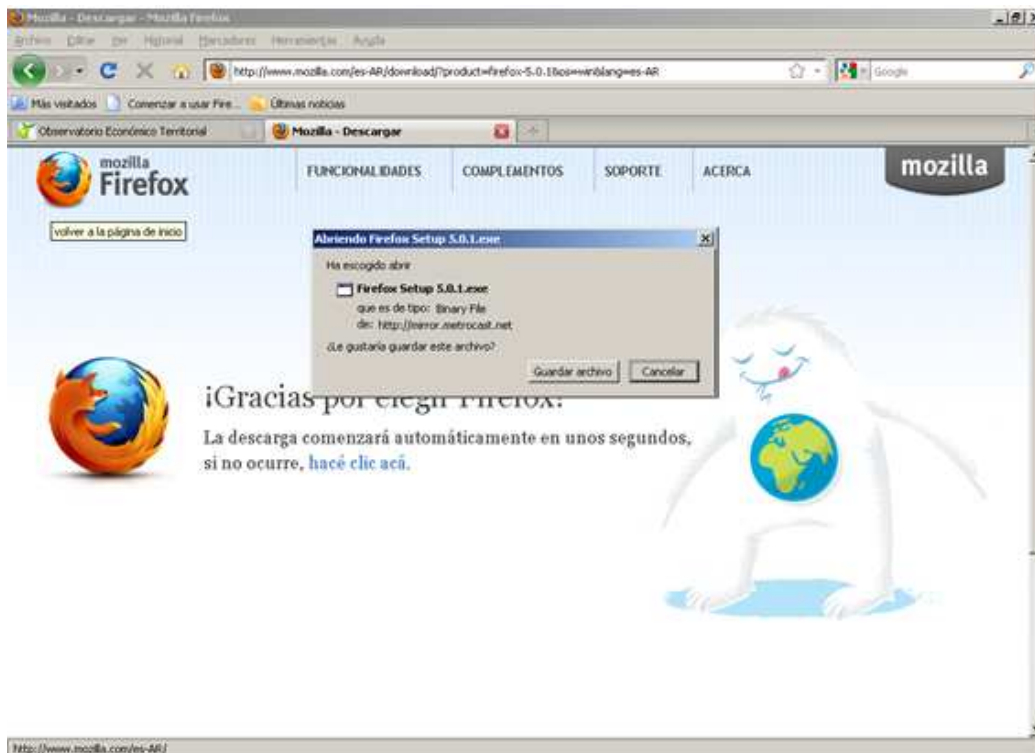 Mozilla - Descargar - Mozilla Firefox
Archivo Editar Ver Historial Marcadores Herramientas Ayuda
http://www.mozilla.com/es-AR/download/?product=firefox-5.0.1&os=win&lang=es-AR
Google
Más visitados Comenzar a usar Fire... Últimas noticias
Observatorio Económico Territorial
Mozilla - Descargar
mozilla
Firefox
FUNCIONALIDADES COMPLEMENTOS SOPORTE ACERCA
mozilla
volver a la página de inicio
Abriendo Firefox Setup 5.0.1.exe
Ha escogido abrir
Firefox Setup 5.0.1.exe
que es de tipo: Binary File
de: http://mirror.metrocast.net
¿Le gustaría guardar este archivo?
Guardar archivo Cancelar
¡Gracias por elegir Firefox!
La descarga comenzará automáticamente en unos segundos,
si no ocurre, hacé clic acá.
http://www.mozilla.com/es-AR/